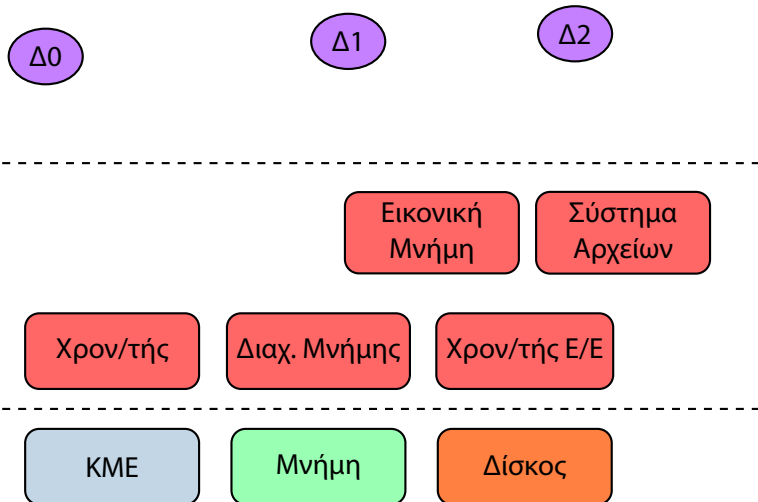 Δ0
Δ1
Δ2
Εικονική
Μνήμη
Σύστημα
Αρχείων
Χρον/τής
Διαχ. Μνήμης
Χρον/τής Ε/Ε
ΚΜΕ
Μνήμη
Δίσκος